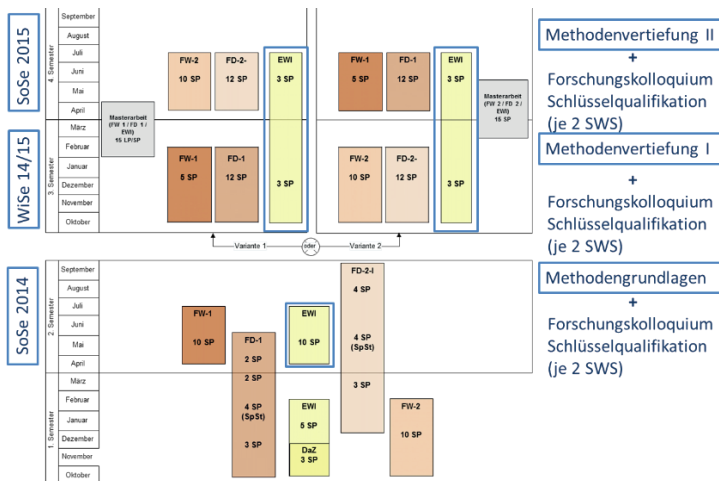 SoSe 2015
4. Semester
September
August
Juli
Juni
Mai
April
FW-2
10 SP
FD-2-
12 SP
EWI
3 SP
FW-1
5 SP
FD-1
12 SP
EWI
3 SP
Masterarbeit
(FW 1 / FD 1 /
EWI)
15 LP/SP
Masterarbeit
(FW 2 / FD 2 /
EWI)
15 SP
Methodenvertiefung II
+
Forschungskolloquium
Schlüsselqualifikation
(je 2 SWS)
WiSe 14/15
3. Semester
März
Februar
Januar
Dezember
November
Oktober
FW-1
5 SP
FD-1
12 SP
3 SP
FW-2
10 SP
FD-2-
12 SP
3 SP
Methodenvertiefung I
+
Forschungskolloquium
Schlüsselqualifikation
(je 2 SWS)
Variante 1
oder
Variante 2
SoSe 2014
2. Semester
September
August
Juli
Juni
Mai
April
FW-1
10 SP
FD-1
2 SP
2 SP
4 SP
(SpSt)
3 SP
EWI
10 SP
FD-2-I
4 SP
4 SP
(SpSt)
3 SP
Methodengrundlagen
+
Forschungskolloquium
Schlüsselqualifikation
(je 2 SWS)
1. Semester
März
Februar
Januar
Dezember
November
Oktober
EWI
5 SP
DaZ
3 SP
FW-2
10 SP